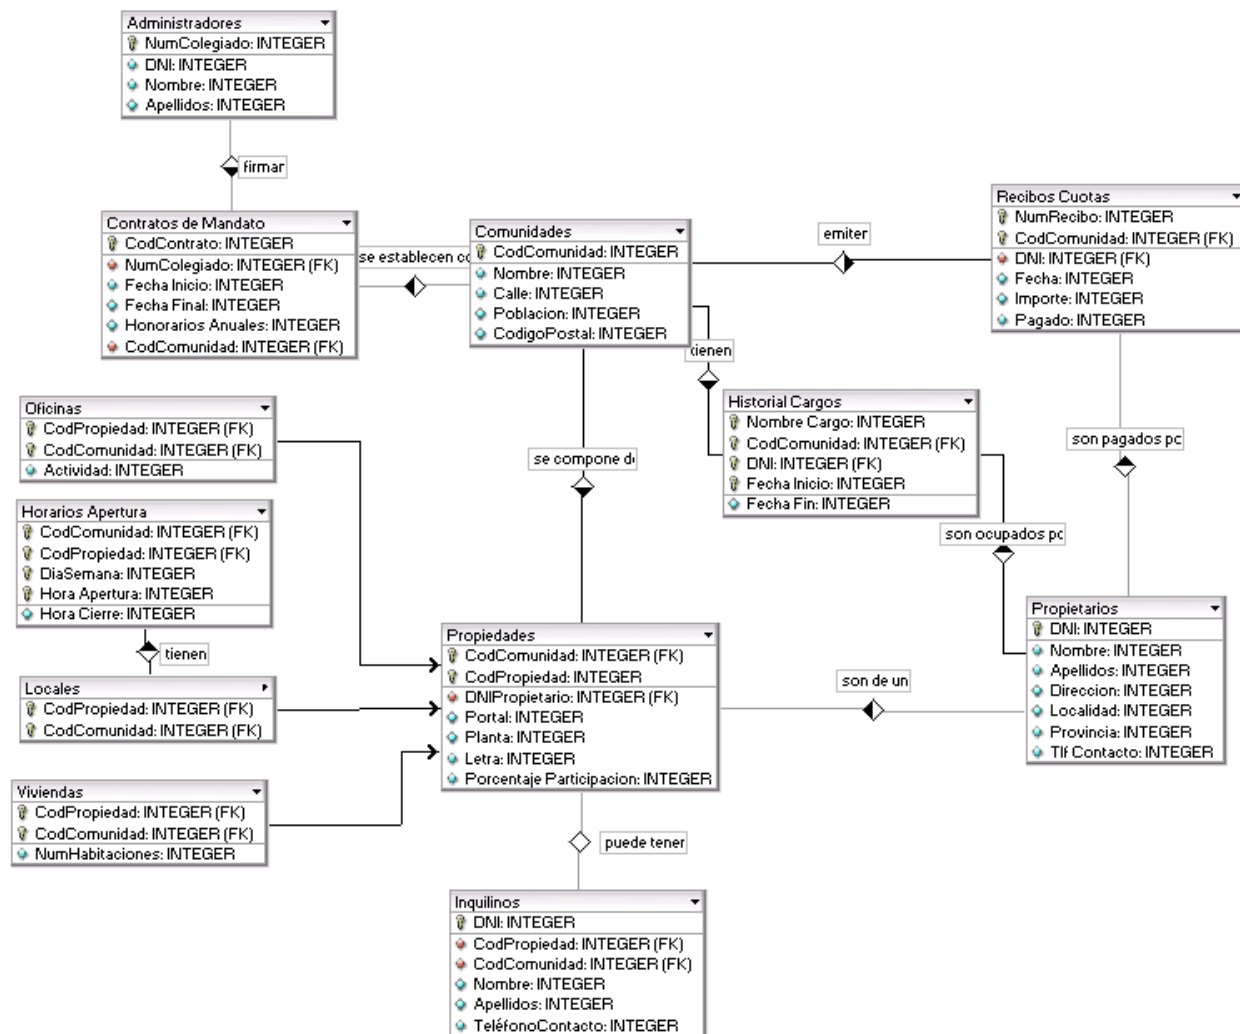 Administradores
NumColegiado: INTEGER
DNI: INTEGER
Nombre: INTEGER
Apellidos: INTEGER
firmar
Contratos de Mandato
CodContrato: INTEGER
NumColegiado: INTEGER (FK)
Fecha Inicio: INTEGER
Fecha Final: INTEGER
Honorarios Anuales: INTEGER
CodComunidad: INTEGER (FK)
se establecen co
Comunidades
CodComunidad: INTEGER
Nombre: INTEGER
Calle: INTEGER
Poblacion: INTEGER
CodigoPostal: INTEGER
emiter
Recibos Cuotas
NumRecibo: INTEGER
CodComunidad: INTEGER (FK)
DNI: INTEGER (FK)
Fecha: INTEGER
Importe: INTEGER
Pagado: INTEGER
tienen
Historial Cargos
Nombre Cargo: INTEGER
CodComunidad: INTEGER (FK)
DNI: INTEGER (FK)
Fecha Inicio: INTEGER
Fecha Fin: INTEGER
son pagados pc
Oficinas
CodPropiedad: INTEGER (FK)
CodComunidad: INTEGER (FK)
Actividad: INTEGER
se compone de
Horarios Apertura
CodComunidad: INTEGER (FK)
CodPropiedad: INTEGER (FK)
DiaSemana: INTEGER
Hora Apertura: INTEGER
Hora Cierre: INTEGER
son ocupados pc
tienen
Locales
CodPropiedad: INTEGER (FK)
CodComunidad: INTEGER (FK)
Propiedades
CodComunidad: INTEGER (FK)
CodPropiedad: INTEGER
DNIPropietario: INTEGER (FK)
Portal: INTEGER
Planta: INTEGER
Letra: INTEGER
Porcentaje Participacion: INTEGER
son de un
Propietarios
DNI: INTEGER
Nombre: INTEGER
Apellidos: INTEGER
Direccion: INTEGER
Localidad: INTEGER
Provincia: INTEGER
Tlf Contacto: INTEGER
Viviendas
CodPropiedad: INTEGER (FK)
CodComunidad: INTEGER (FK)
NumHabitaciones: INTEGER
puede tener
Inquilinos
DNI: INTEGER
CodPropiedad: INTEGER (FK)
CodComunidad: INTEGER (FK)
Nombre: INTEGER
Apellidos: INTEGER
TeléfonoContacto: INTEGER